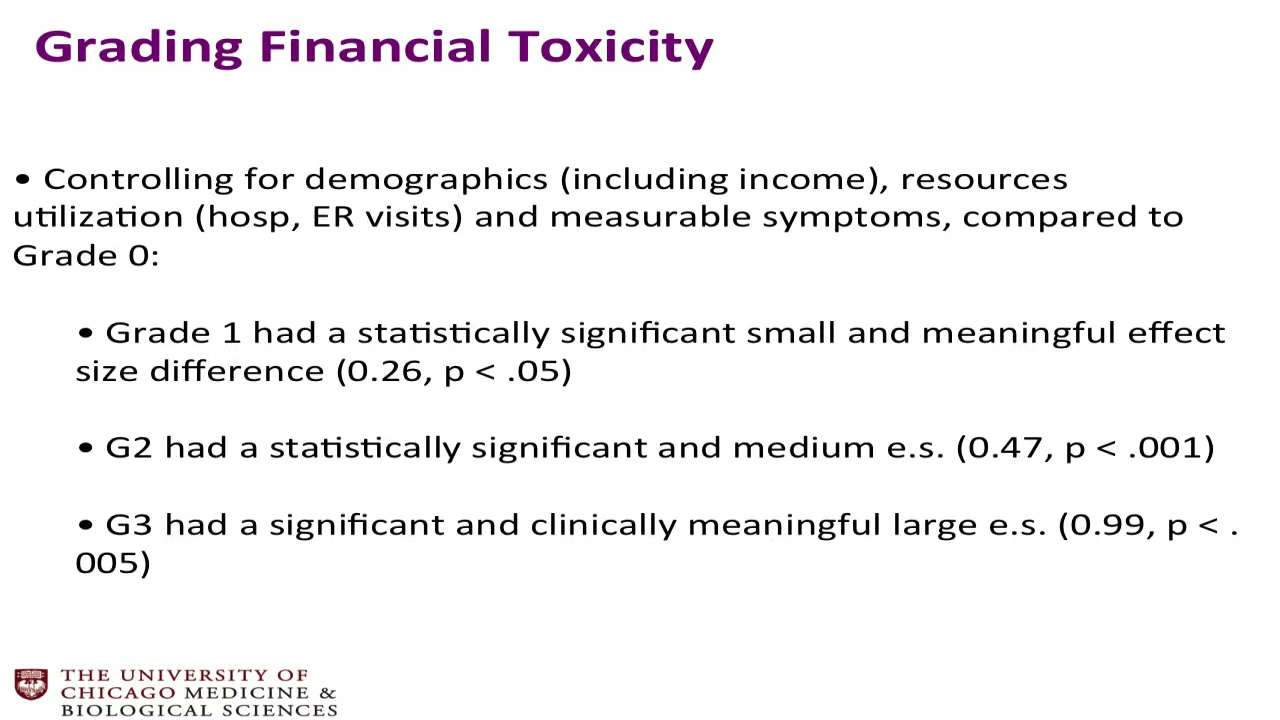 Grading Financial Toxicity
• Controlling for demographics (including income), resources
utilization (hosp, ER visits) and measurable symptoms, compared to
Grade 0:
• Grade 1 had a statistically significant small and meaningful effect
size difference (0.26, p < .05)
• G2 had a statistically significant and medium e.s. (0.47, p < .001)
• G3 had a significant and clinically meaningful large e.s. (0.99, p < .
005)
THE UNIVERSITY OF
CHICAGO MEDICINE &
BIOLOGICAL SCIENCES